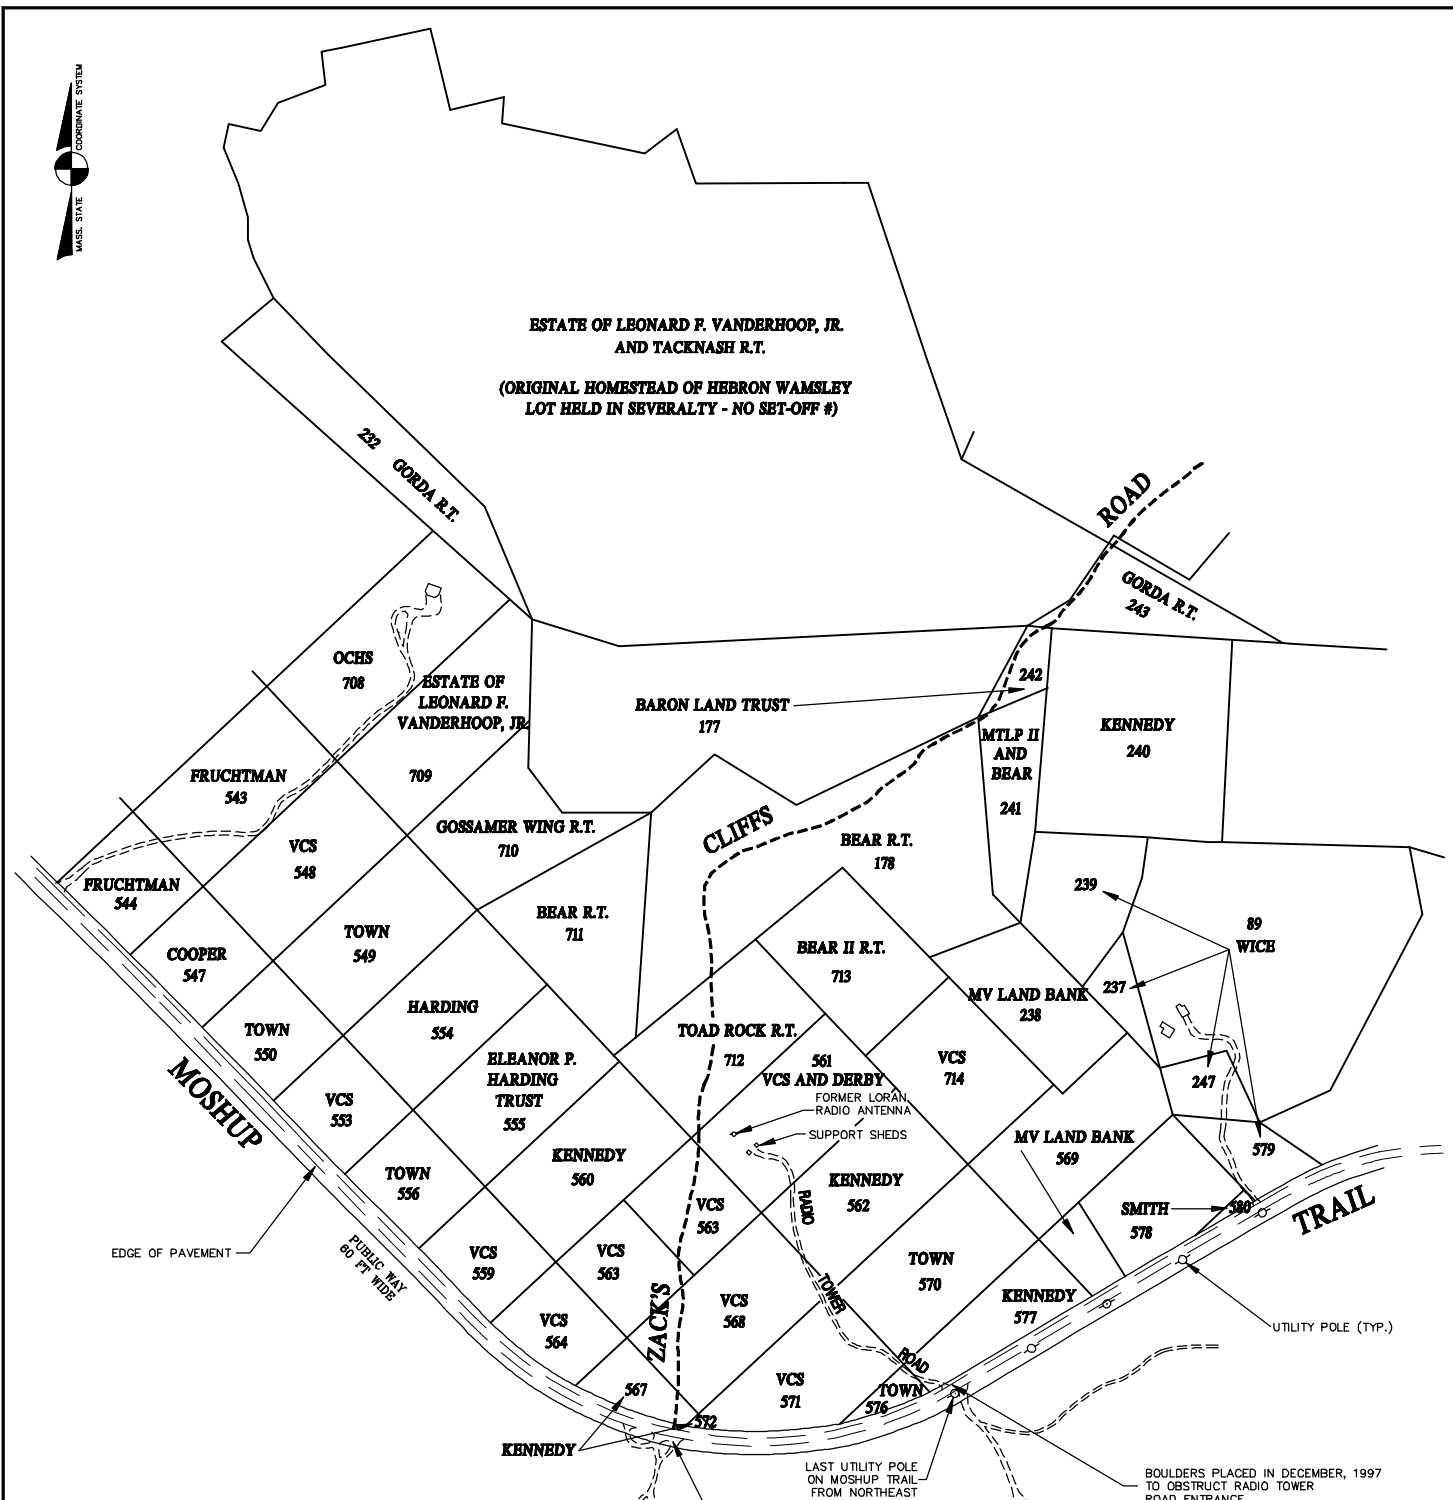 COORDINATE SYSTEM
MASS. STATE
ESTATE OF LEONARD F. VANDERHOOP, JR.
AND TACKNASH R.T.
(ORIGINAL HOMESTEAD OF HEBRON WAMSLEY
LOT HELD IN SEVERALTY - NO SET-OFF #)
232 GORDA R.T.
ROAD
GORDA R.T.
243
OCHS
708
ESTATE OF
LEONARD F.
VANDERHOOP, JR.
709
242
BARON LAND TRUST
177
MTLP II
AND
BEAR
241
KENNEDY
240
FRUCHTMAN
543
GOSSAMER WING R.T.
710
CLIFFS
BEAR R.T.
178
VCS
548
FRUCHTMAN
544
239
BEAR R.T.
711
89
WICE
TOWN
549
BEAR II R.T.
713
COOPER
547
237
MV LAND BANK
238
HARDING
554
TOWN
550
TOAD ROCK R.T.
712
561
VCS AND DERBY
VCS
714
ELEANOR P.
HARDING
TRUST
555
247
MOSHUP
VCS
553
FORMER LORAN
RADIO ANTENNA
SUPPORT SHEDS
MV LAND BANK
569
579
KENNEDY
560
TOWN
556
KENNEDY
562
VCS
563
RADIO
SMITH
578
580
TRAIL
EDGE OF PAVEMENT
PUBLIC WAY
60 FT WIDE
VCS
559
VCS
563
TOWN
570
TOWER
KENNEDY
577
VCS
568
ZACK'S
VCS
564
UTILITY POLE (TYP.)
ROAD
567
VCS
571
TOWN
576
572
KENNEDY
LAST UTILITY POLE
ON MOSHUP TRAIL
FROM NORTHEAST
BOULDERS PLACED IN DECEMBER, 1997
TO OBSTRUCT RADIO TOWER
ROAD ENTRANCE